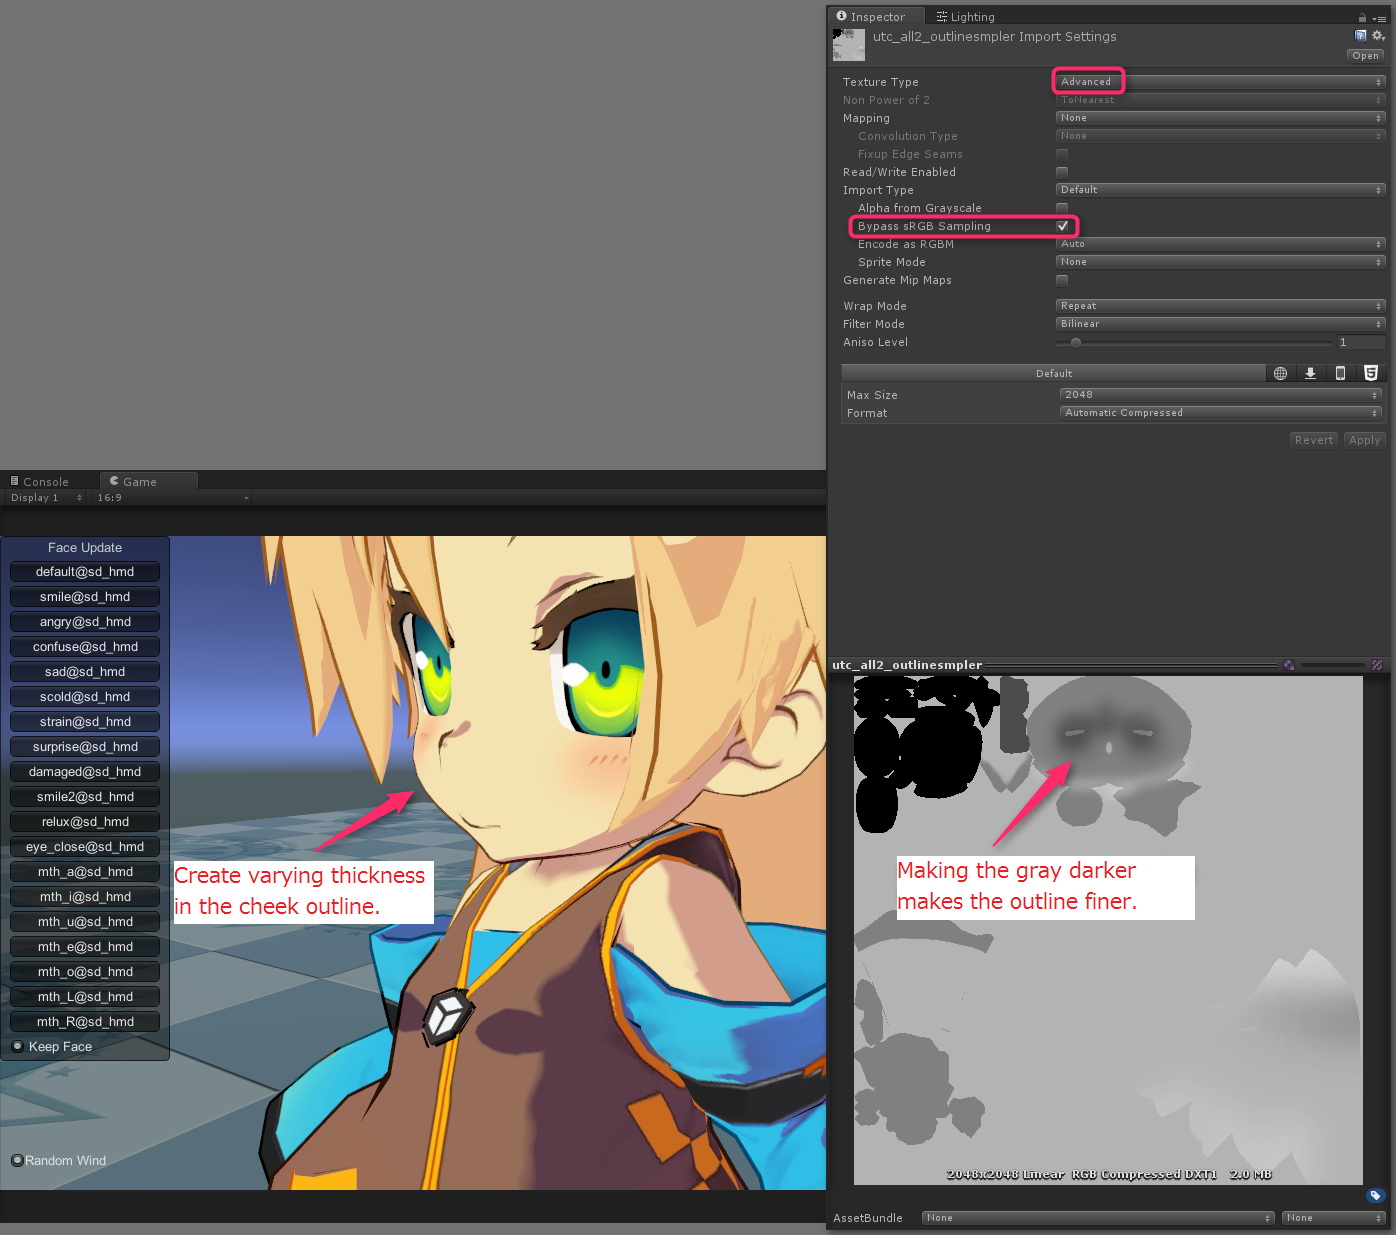 Inspector
Lighting
utc_all2_outlinesmpler Import Settings
Open
Texture Type Advanced
Non Power of 2 ToNearest
Mapping None
Convolution Type None
Fixup Edge Seams
Read/Write Enabled
Import Type Default
Alpha from Grayscale
Bypass sRGB Sampling
Encode as RGBM Auto
Sprite Mode None
Generate Mip Maps
Wrap Mode Repeat
Filter Mode Bilinear
Aniso Level 1
Default
Max Size 2048
Format Automatic Compressed
Revert Apply
Console
Game
Display 1 16:9
Face Update
default@sd_hmd
smile@sd_hmd
angry@sd_hmd
confuse@sd_hmd
sad@sd_hmd
scold@sd_hmd
strain@sd_hmd
surprise@sd_hmd
damaged@sd_hmd
smile2@sd_hmd
relux@sd_hmd
eye_close@sd_hmd
mth_a@sd_hmd
mth_i@sd_hmd
mth_u@sd_hmd
mth_e@sd_hmd
mth_o@sd_hmd
mth_L@sd_hmd
mth_R@sd_hmd
Keep Face
Random Wind
Create varying thickness
in the cheek outline.
utc_all2_outlinesmpler
Making the gray darker
makes the outline finer.
2048x2048 Linear RGB Compressed DXT1 2.0 MB
AssetBundle None None